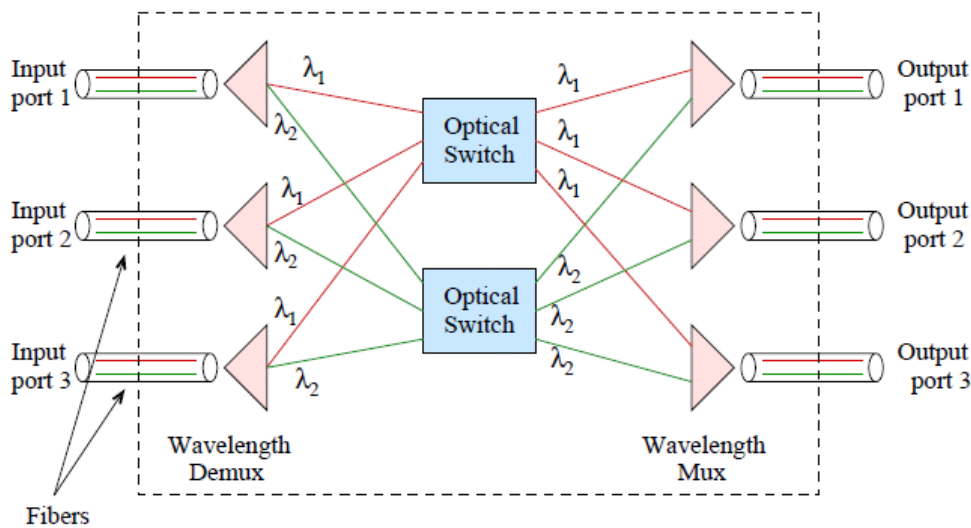 Input
port 1
λ1
λ2
Optical
Switch
λ1
λ1
λ1
Output
port 1
Input
port 2
λ1
λ2
Output
port 2
Input
port 3
λ1
λ2
Optical
Switch
λ2
λ2
λ2
Output
port 3
Wavelength
Demux
Wavelength
Mux
Fibers